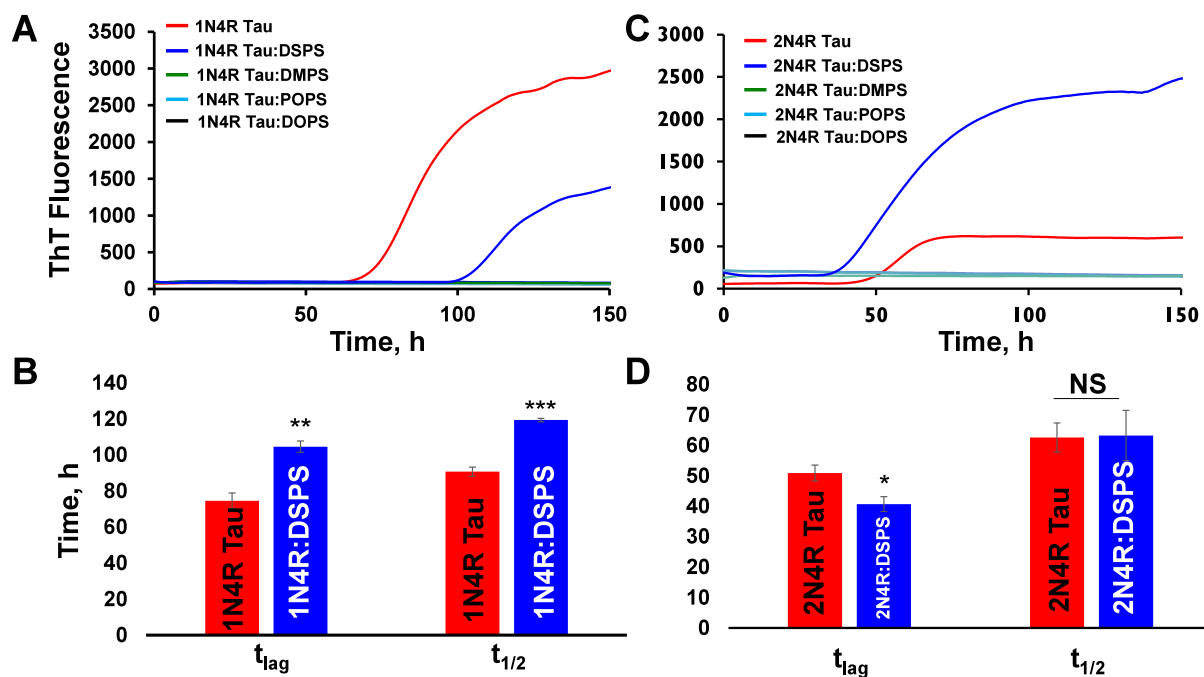 A
1N4R Tau
1N4R Tau:DSPS
1N4R Tau:DMPS
1N4R Tau:POPS
1N4R Tau:DOPS
ThT Fluorescence
3500
3000
2500
2000
1500
1000
500
0
0 50 100 150
Time, h
C
2N4R Tau
2N4R Tau:DSPS
2N4R Tau:DMPS
2N4R Tau:POPS
2N4R Tau:DOPS
3000
2500
2000
1500
1000
500
0
0 50 100 150
Time, h
B
Time, h
140
120
100
80
60
40
20
0
**
***
1N4R Tau
1N4R:DSPS
1N4R Tau
1N4R:DSPS
tlag t1/2
D
80
70
60
50
40
30
20
10
0
*
NS
2N4R Tau
2N4R:DSPS
2N4R Tau
2N4R:DSPS
tlag t1/2